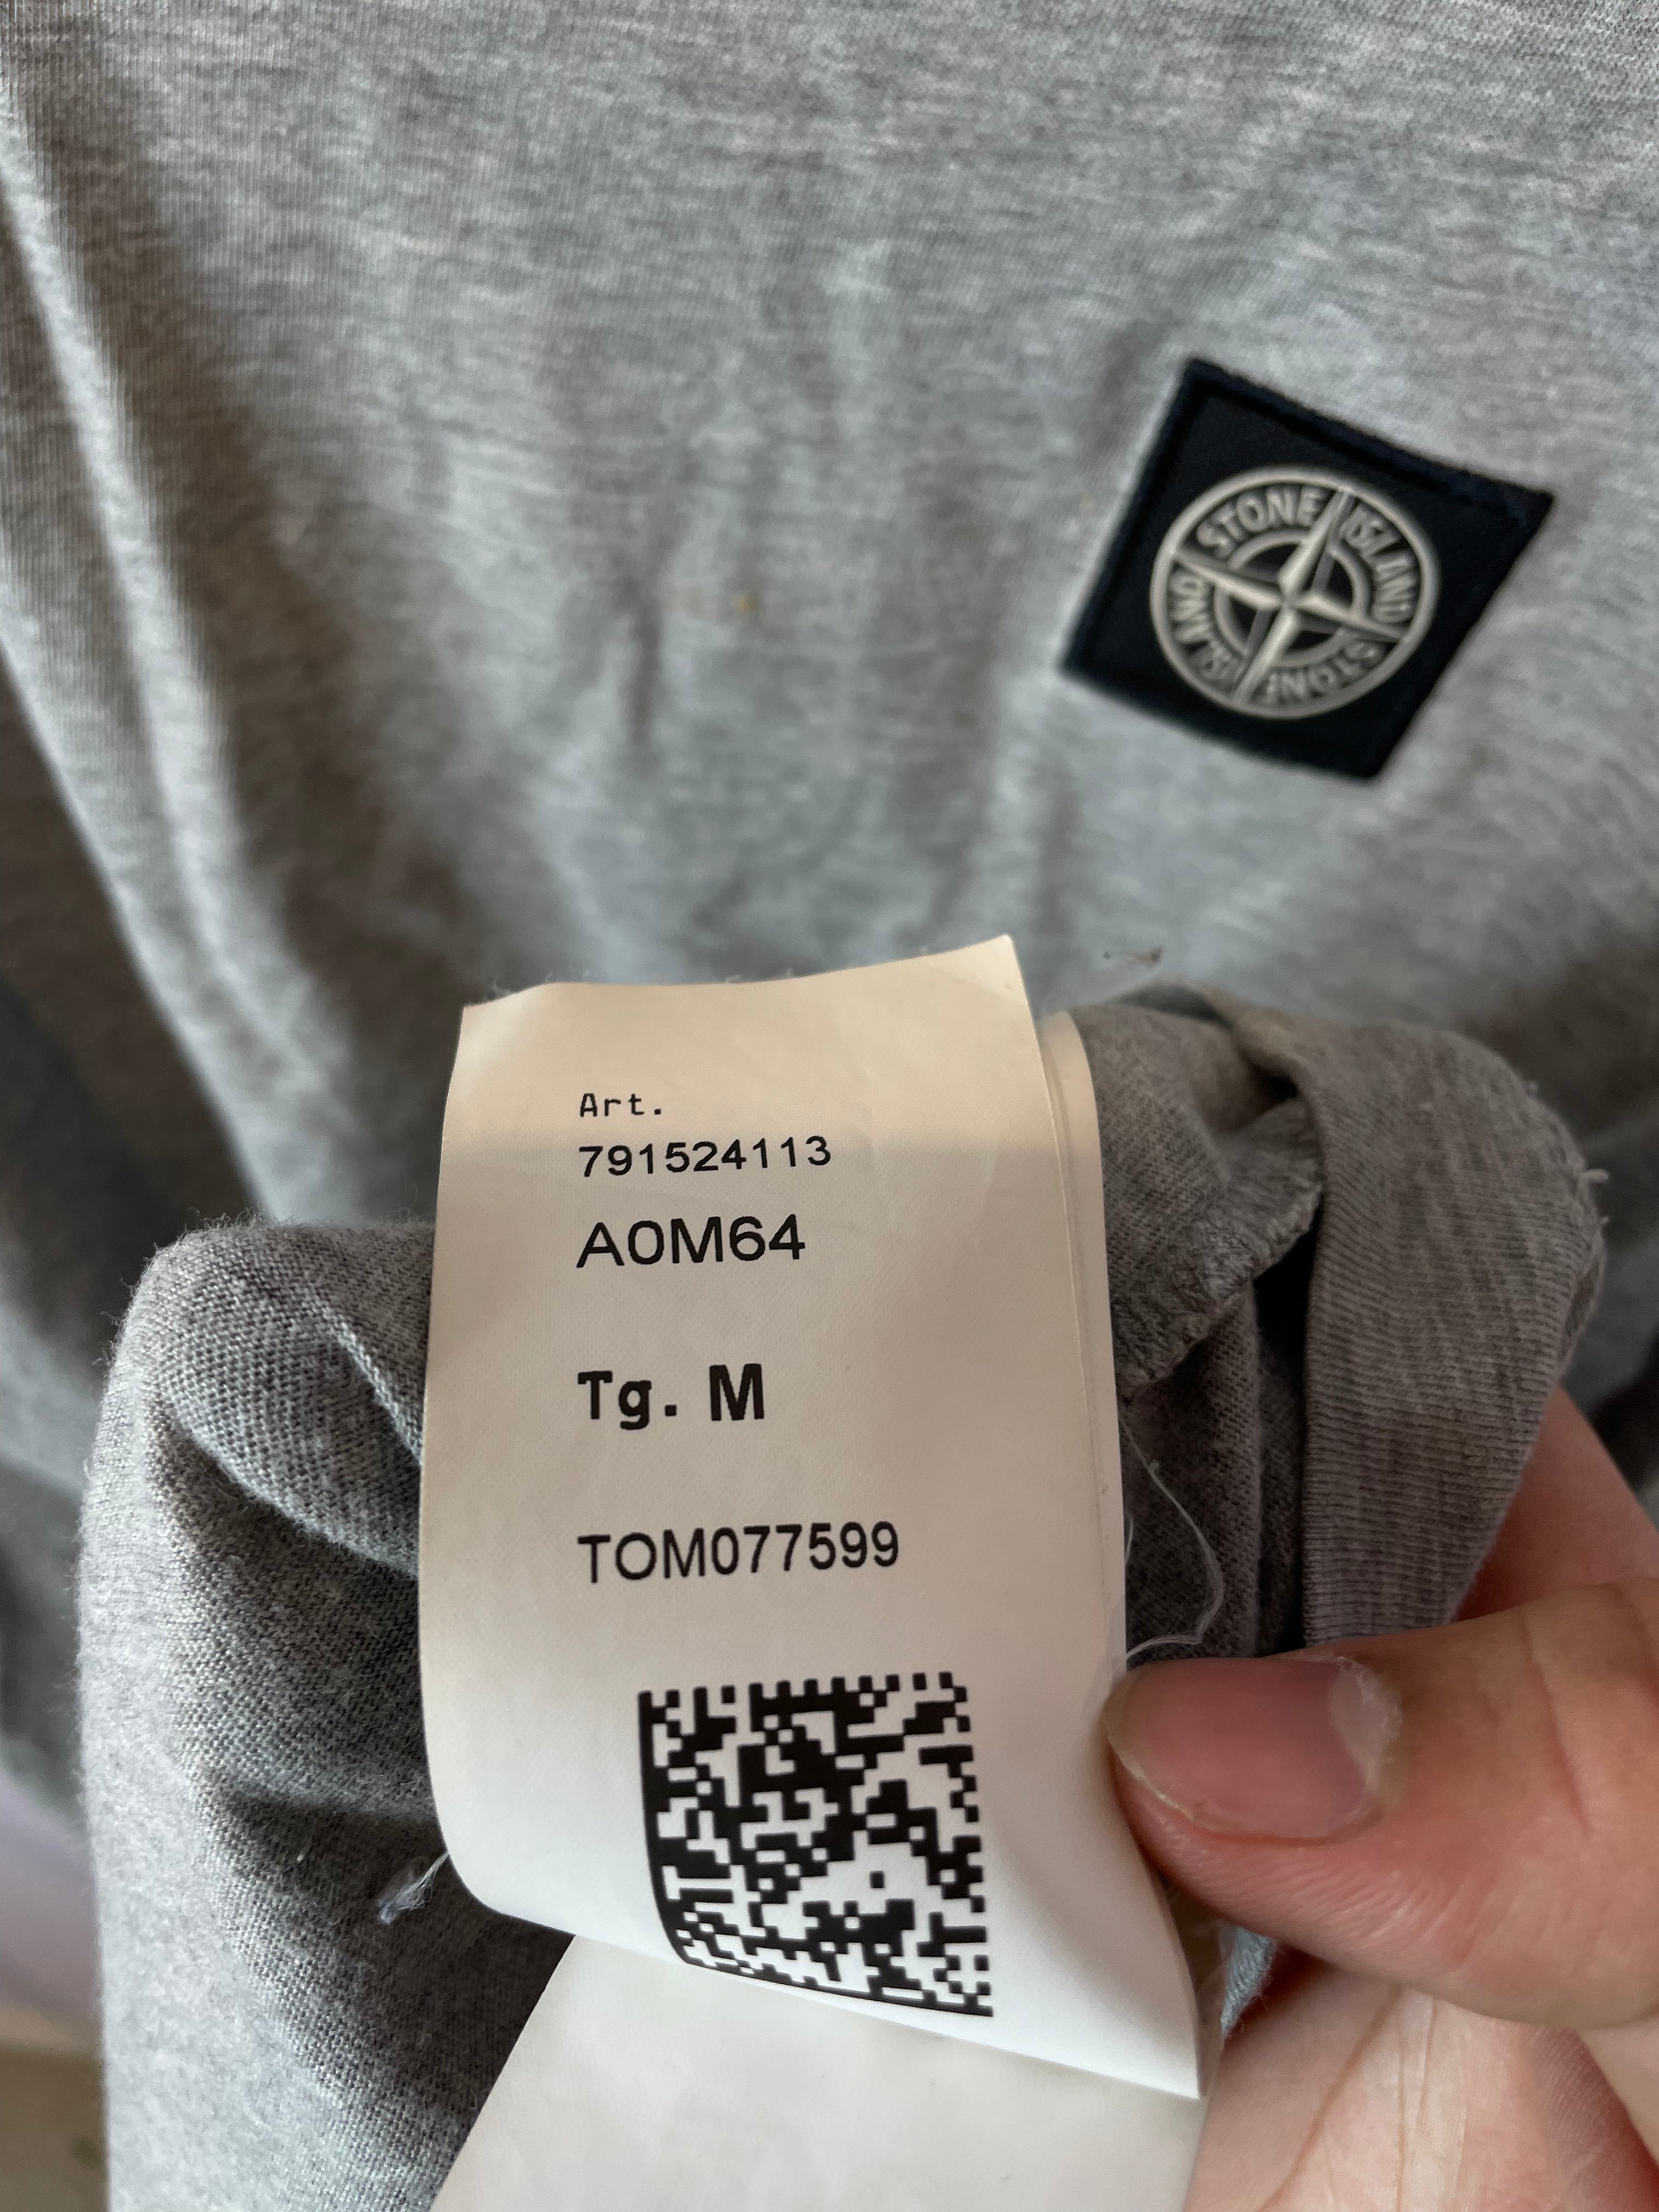 STONE ISLAND
STONE ISLAND
Art.
791524113
A0M64
Tg. M
TOM077599